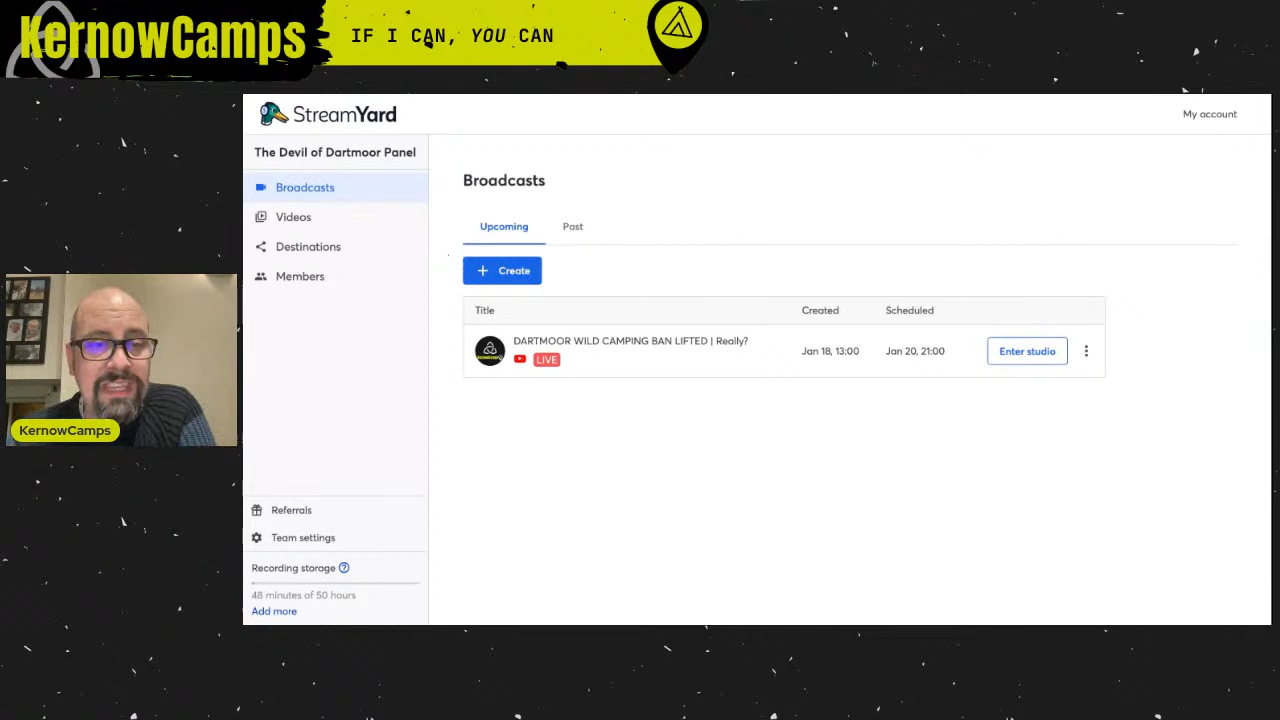 KernowCamps
IF I CAN, YOU CAN
StreamYard
My account
The Devil of Dartmoor Panel
Broadcasts
Videos
Destinations
Members
Referrals
Team settings
Recording storage
48 minutes of 50 hours
Add more
Broadcasts
Upcoming Past
+ Create
Title Created Scheduled
DARTMOOR WILD CAMPING BAN LIFTED | Really?
LIVE
Jan 18, 13:00 Jan 20, 21:00 Enter studio
KernowCamps